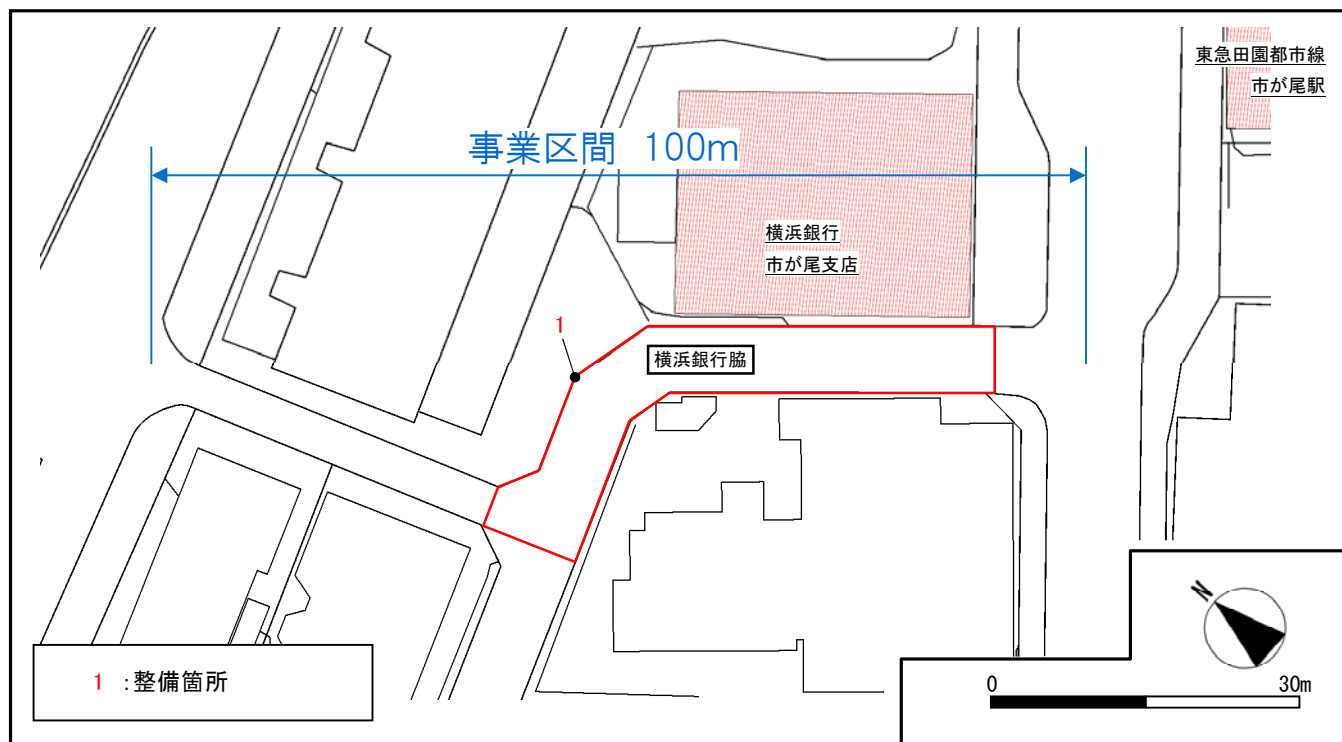 東急田園都市線
市が尾駅
事業区間 100m
横浜銀行
市が尾支店
1
横浜銀行脇
N
1 :整備箇所
0 30m